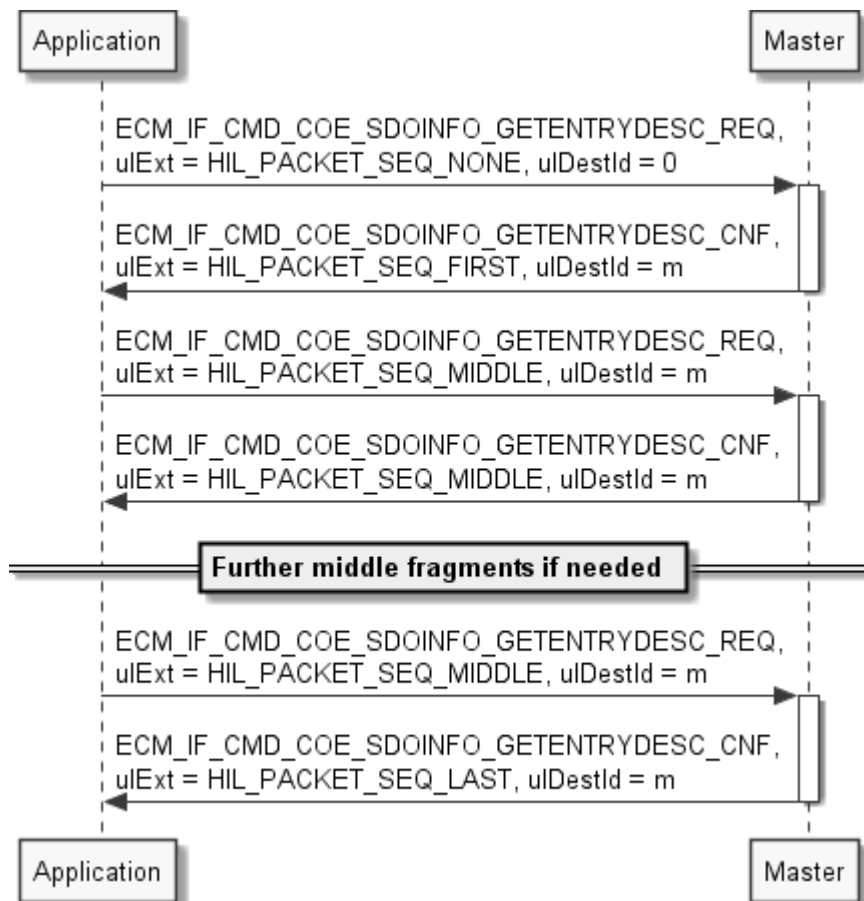 Application
Master
ECM_IF_CMD_COE_SDOINFO_GETENTRYDESC_REQ,
ulExt = HIL_PACKET_SEQ_NONE, ulDestId = 0
ECM_IF_CMD_COE_SDOINFO_GETENTRYDESC_CNF,
ulExt = HIL_PACKET_SEQ_FIRST, ulDestId = m
ECM_IF_CMD_COE_SDOINFO_GETENTRYDESC_REQ,
ulExt = HIL_PACKET_SEQ_MIDDLE, ulDestId = m
ECM_IF_CMD_COE_SDOINFO_GETENTRYDESC_CNF,
ulExt = HIL_PACKET_SEQ_MIDDLE, ulDestId = m
Further middle fragments if needed
ECM_IF_CMD_COE_SDOINFO_GETENTRYDESC_REQ,
ulExt = HIL_PACKET_SEQ_MIDDLE, ulDestId = m
ECM_IF_CMD_COE_SDOINFO_GETENTRYDESC_CNF,
ulExt = HIL_PACKET_SEQ_LAST, ulDestId = m
Application
Master